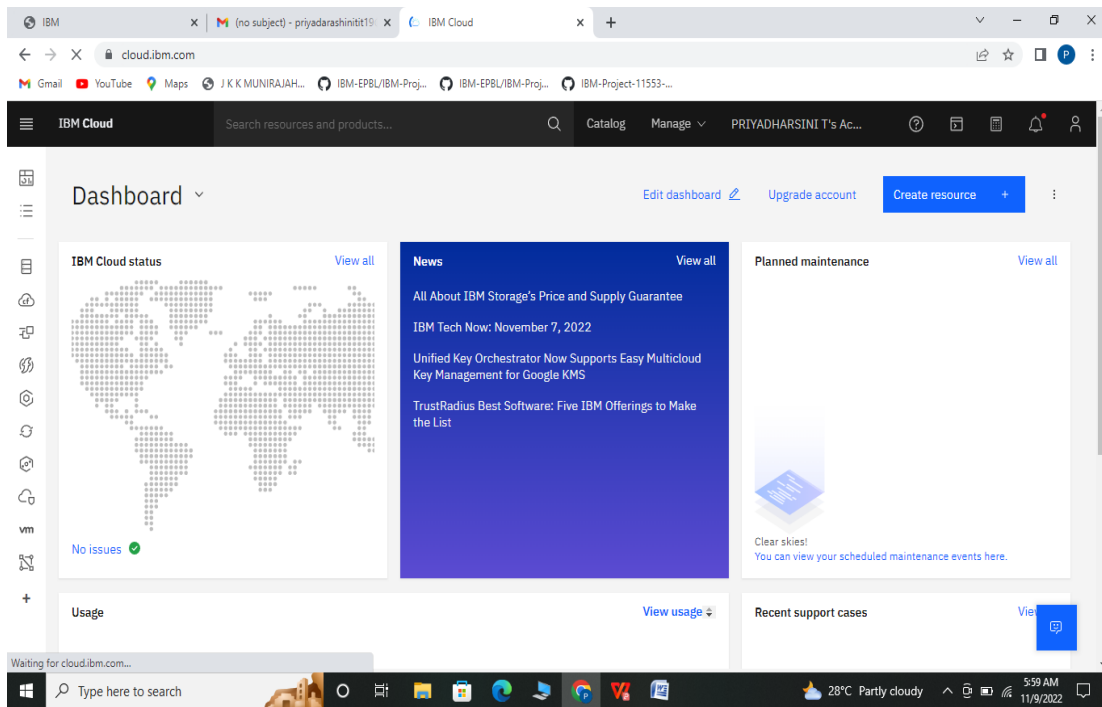 IBM
(no subject) - priyadarashinitit19
IBM Cloud
cloud.ibm.com
P
Gmail YouTube Maps J K K MUNIRAJAH... IBM-EPBL/IBM-Proj... IBM-EPBL/IBM-Proj... IBM-Project-11553-...
IBM Cloud Search resources and products... Catalog Manage PRIYADHARSINI T's Ac...
Dashboard
Edit dashboard Upgrade account Create resource +
IBM Cloud status View all
No issues
News View all
All About IBM Storage's Price and Supply Guarantee
IBM Tech Now: November 7, 2022
Unified Key Orchestrator Now Supports Easy Multicloud
Key Management for Google KMS
TrustRadius Best Software: Five IBM Offerings to Make
the List
Planned maintenance View all
Clear skies!
You can view your scheduled maintenance events here.
vm
Usage View usage
Recent support cases Vie
Waiting for cloud.ibm.com...
Type here to search
28°C Partly cloudy
5:59 AM
11/9/2022